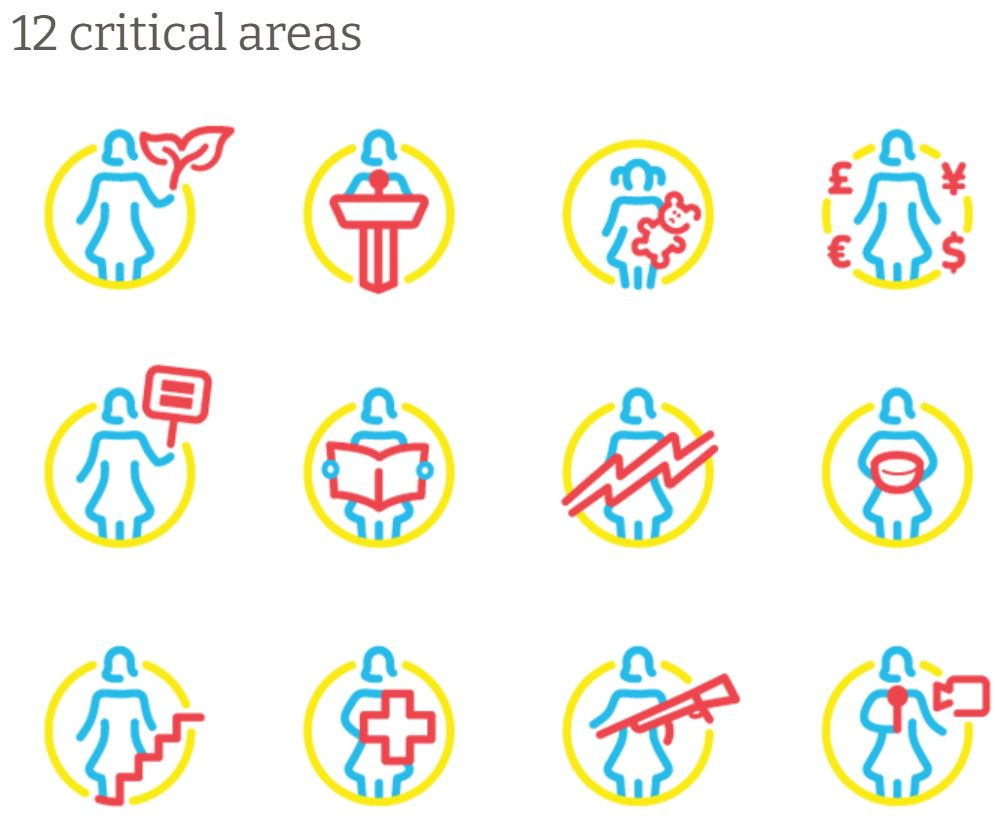 12 critical areas
£ ¥
€ $